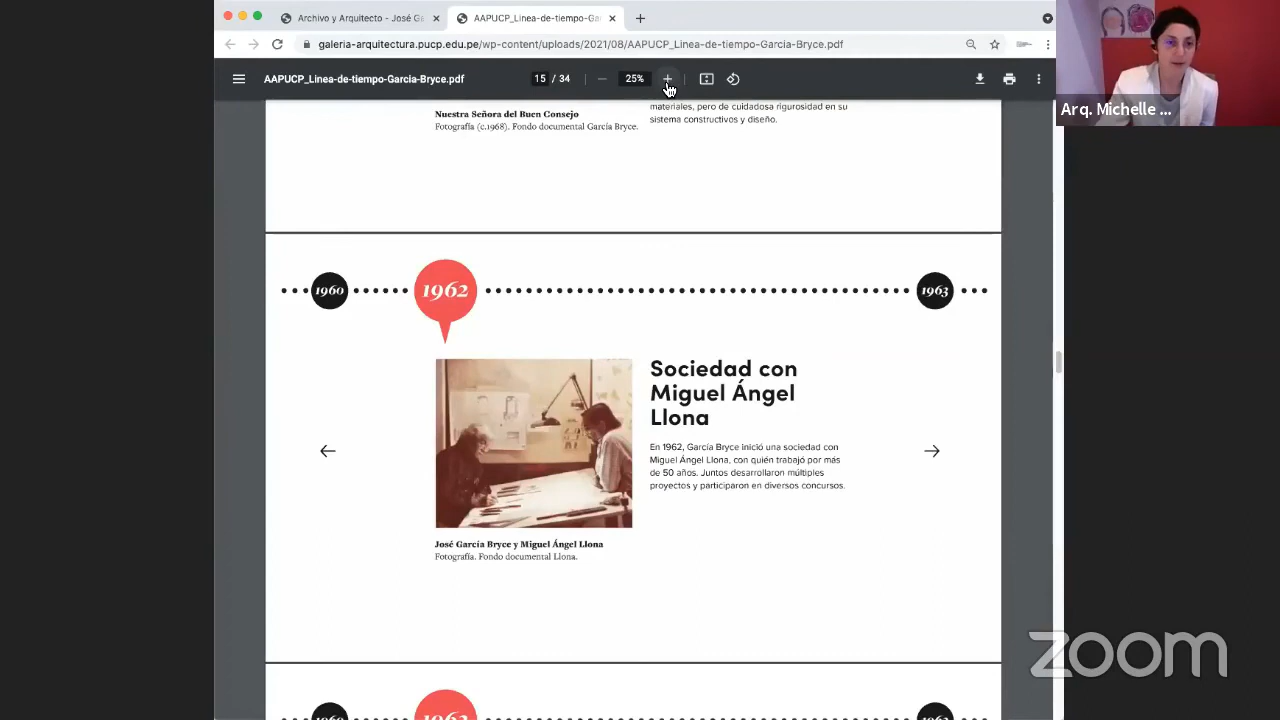 Archivo y Arquitecto - José Ga
AAPUCP_Linea-de-tiempo-Ga
galeria-arquitectura.pucp.edu.pe/wp-content/uploads/2021/08/AAPUCP_Linea-de-tiempo-Garcia-Bryce.pdf
AAPUCP_Linea-de-tiempo-Garcia-Bryce.pdf
15 / 34
25%
Arq. Michelle ...
Nuestra Señora del Buen Consejo
Fotografía (c.1968). Fondo documental García Bryce.
materiales, pero de cuidadosa rigurosidad en su
sistema constructivos y diseño.
1960
1962
1963
Sociedad con
Miguel Ángel
Llona
En 1962, García Bryce inició una sociedad con
Miguel Ángel Llona, con quién trabajó por más
de 50 años. Juntos desarrollaron múltiples
proyectos y participaron en diversos concursos.
José García Bryce y Miguel Ángel Llona
Fotografía. Fondo documental Llona.
zoom
1960
1962
1963